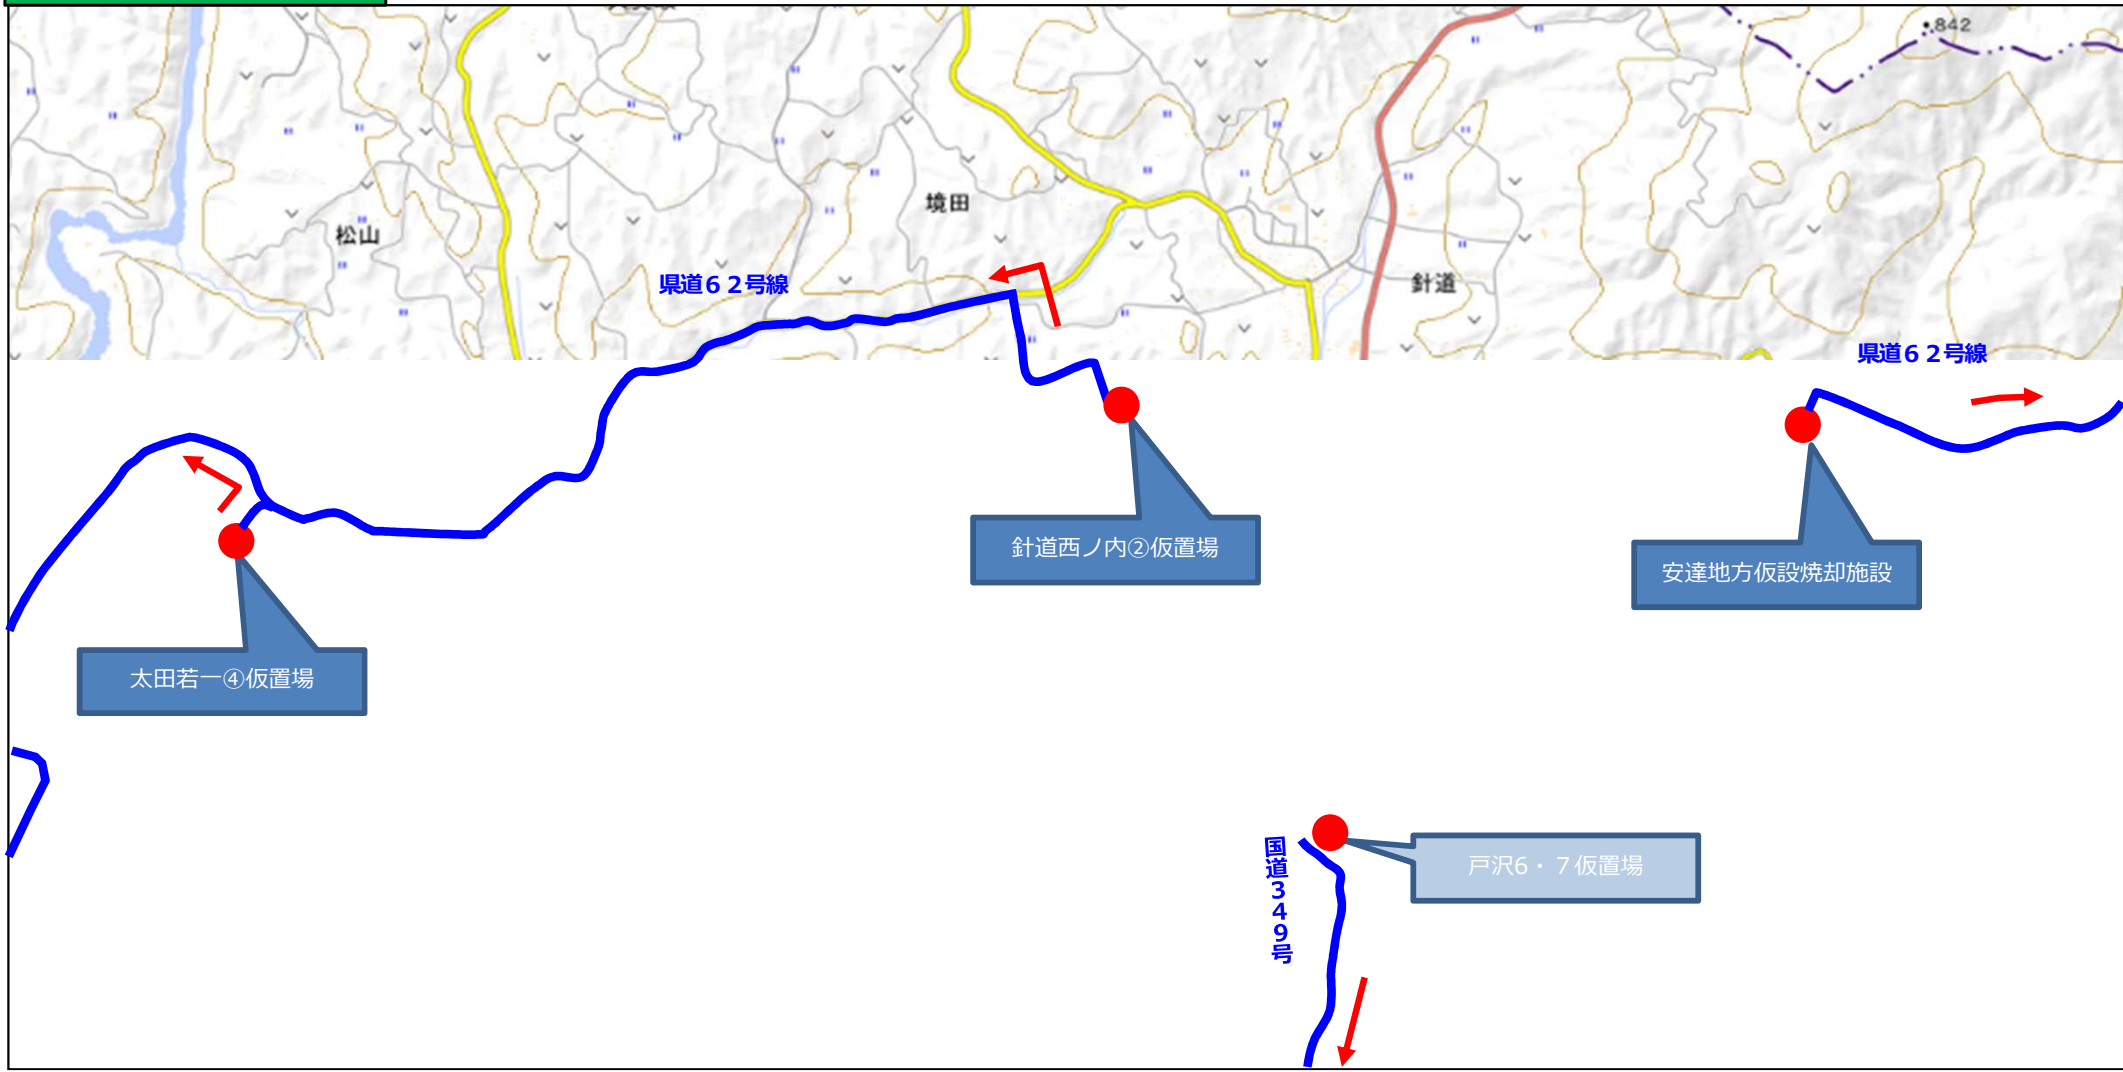 842
境田
松山
県道６２号線
針道
県道６２号線
針道西ノ内②仮置場
安達地方仮設焼却施設
太田若一④仮置場
国道３４９号
戸沢6・７仮置場